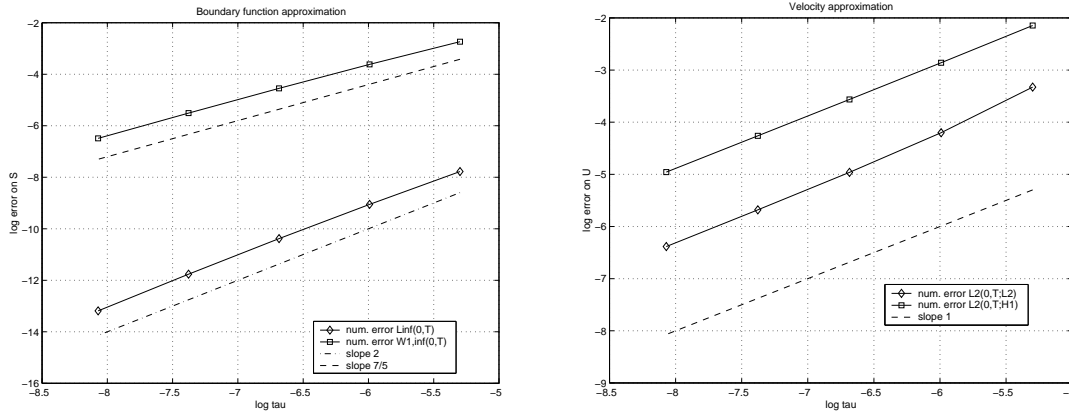 Boundary function approximation
−2
−4
−6
−8
−10
−12
−14
−16
log error on S
num. error Linf(0,T)
num. error W1,inf(0,T)
slope 2
slope 7/5
−8.5
−8
−7.5
−7
−6.5
−6
−5.5
−5
log tau
Velocity approximation
−2
−3
−4
−5
−6
−7
−8
−9
log error on U
num. error L2(0,T;L2)
num. error L2(0,T;H1)
slope 1
−8.5
−8
−7.5
−7
−6.5
−6
−5.5
−5
log tau